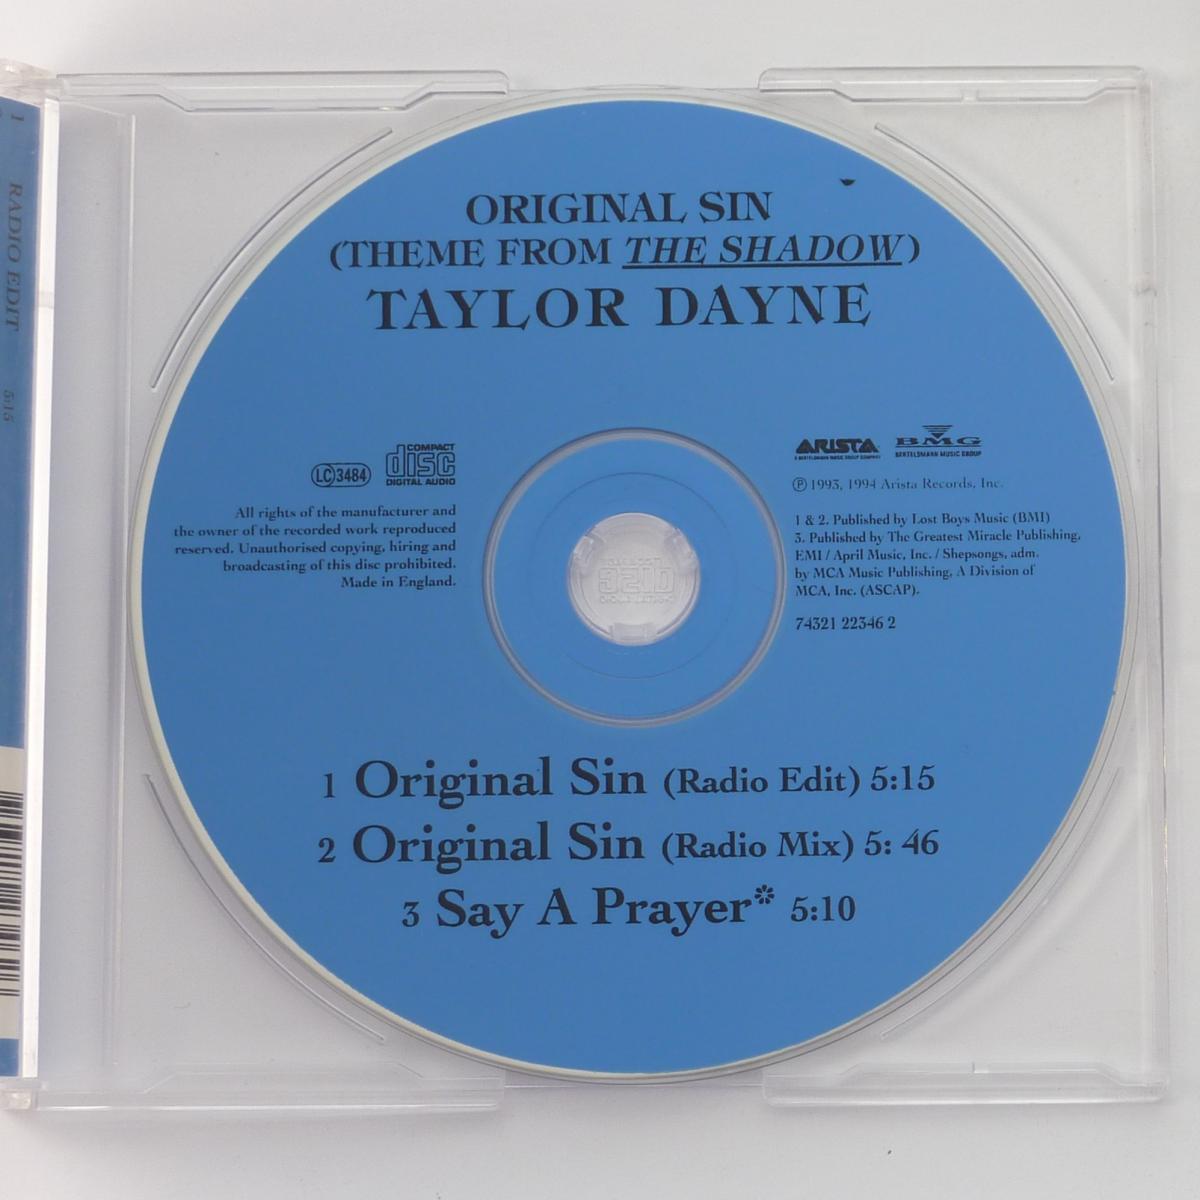 ORIGINAL SIN
(THEME FROM THE SHADOW)
TAYLOR DAYNE
LC 3484
COMPACT
disc
DIGITAL AUDIO
All rights of the manufacturer and
the owner of the recorded work reproduced
reserved. Unauthorised copying, hiring and
broadcasting of this disc prohibited.
Made in England.
ARISTA
A BERTELSMANN MUSIC GROUP COMPANY
BMG
BERTELSMANN MUSIC GROUP
℗ 1993, 1994 Arista Records, Inc.
1 & 2. Published by Lost Boys Music (BMI)
3. Published by The Greatest Miracle Publishing,
EMI / April Music, Inc. / Shepsongs, adm.
by MCA Music Publishing, A Division of
MCA, Inc. (ASCAP).
74321 22346 2
1 Original Sin (Radio Edit) 5:15
2 Original Sin (Radio Mix) 5: 46
3 Say A Prayer* 5:10
1 RADIO EDIT 5:15